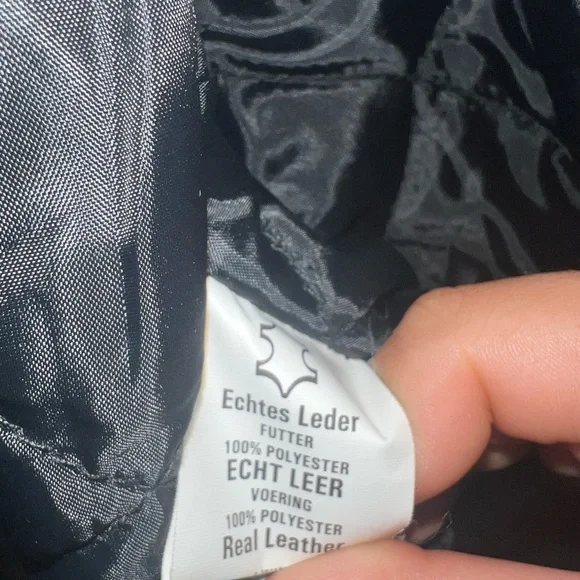 Echtes Leder
FUTTER
100% POLYESTER
ECHT LEER
VOERING
100% POLYESTER
Real Leather